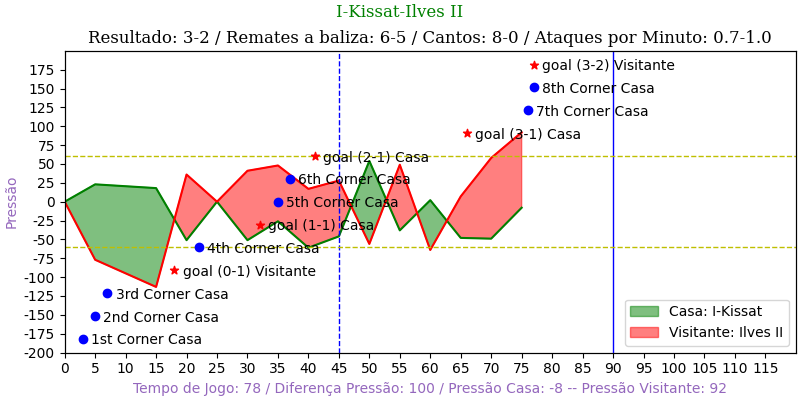 I-Kissat-Ilves II
Resultado: 3-2 / Remates a baliza: 6-5 / Cantos: 8-0 / Ataques por Minuto: 0.7-1.0
Pressão
175
150
125
100
75
50
25
0
-25
-50
-75
-100
-125
-150
-175
-200
goal (3-2) Visitante
8th Corner Casa
7th Corner Casa
goal (3-1) Casa
goal (2-1) Casa
6th Corner Casa
5th Corner Casa
goal (1-1) Casa
4th Corner Casa
goal (0-1) Visitante
3rd Corner Casa
2nd Corner Casa
1st Corner Casa
Casa: I-Kissat
Visitante: Ilves II
0 5 10 15 20 25 30 35 40 45 50 55 60 65 70 75 80 85 90 95 100 105 110 115
Tempo de Jogo: 78 / Diferença Pressão: 100 / Pressão Casa: -8 -- Pressão Visitante: 92